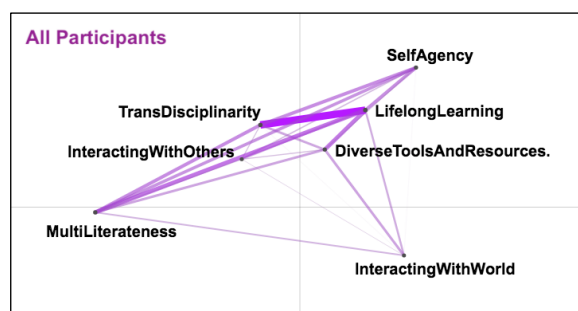 All Participants
SelfAgency
TransDisciplinarity
LifelongLearning
InteractingWithOthers
DiverseToolsAndResources.
MultiLiterateness
InteractingWithWorld